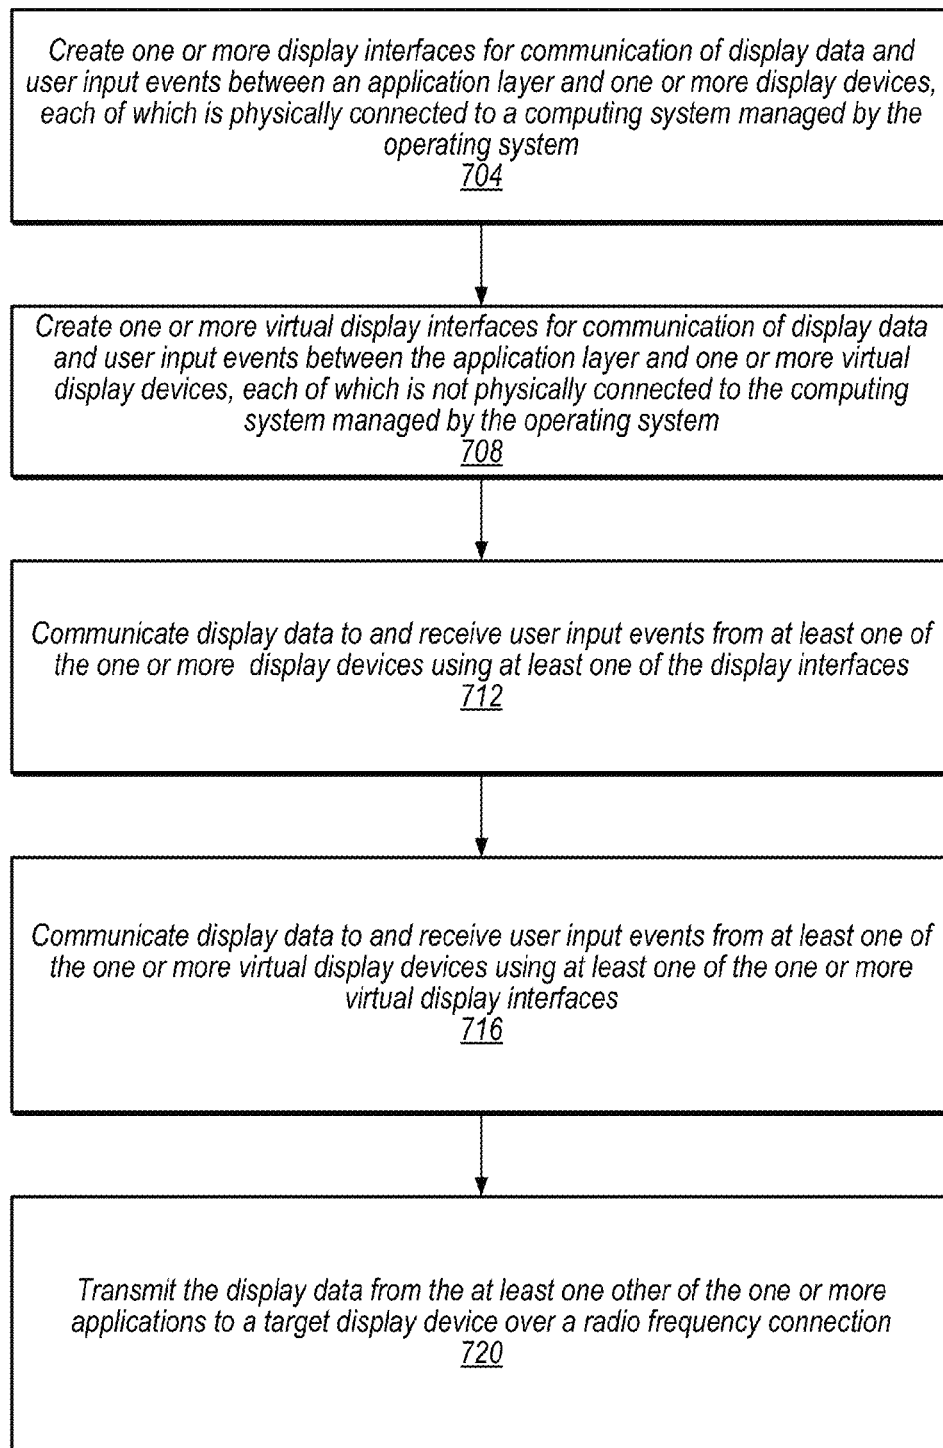 Create one or more display interfaces for communication of display data and
user input events between an application layer and one or more display devices,
each of which is physically connected to a computing system managed by the
operating system
704
Create one or more virtual display interfaces for communication of display data
and user input events between the application layer and one or more virtual
display devices, each of which is not physically connected to the computing
system managed by the operating system
708
Communicate display data to and receive user input events from at least one of
the one or more display devices using at least one of the display interfaces
712
Communicate display data to and receive user input events from at least one of
the one or more virtual display devices using at least one of the one or more
virtual display interfaces
716
Transmit the display data from the at least one other of the one or more
applications to a target display device over a radio frequency connection
720